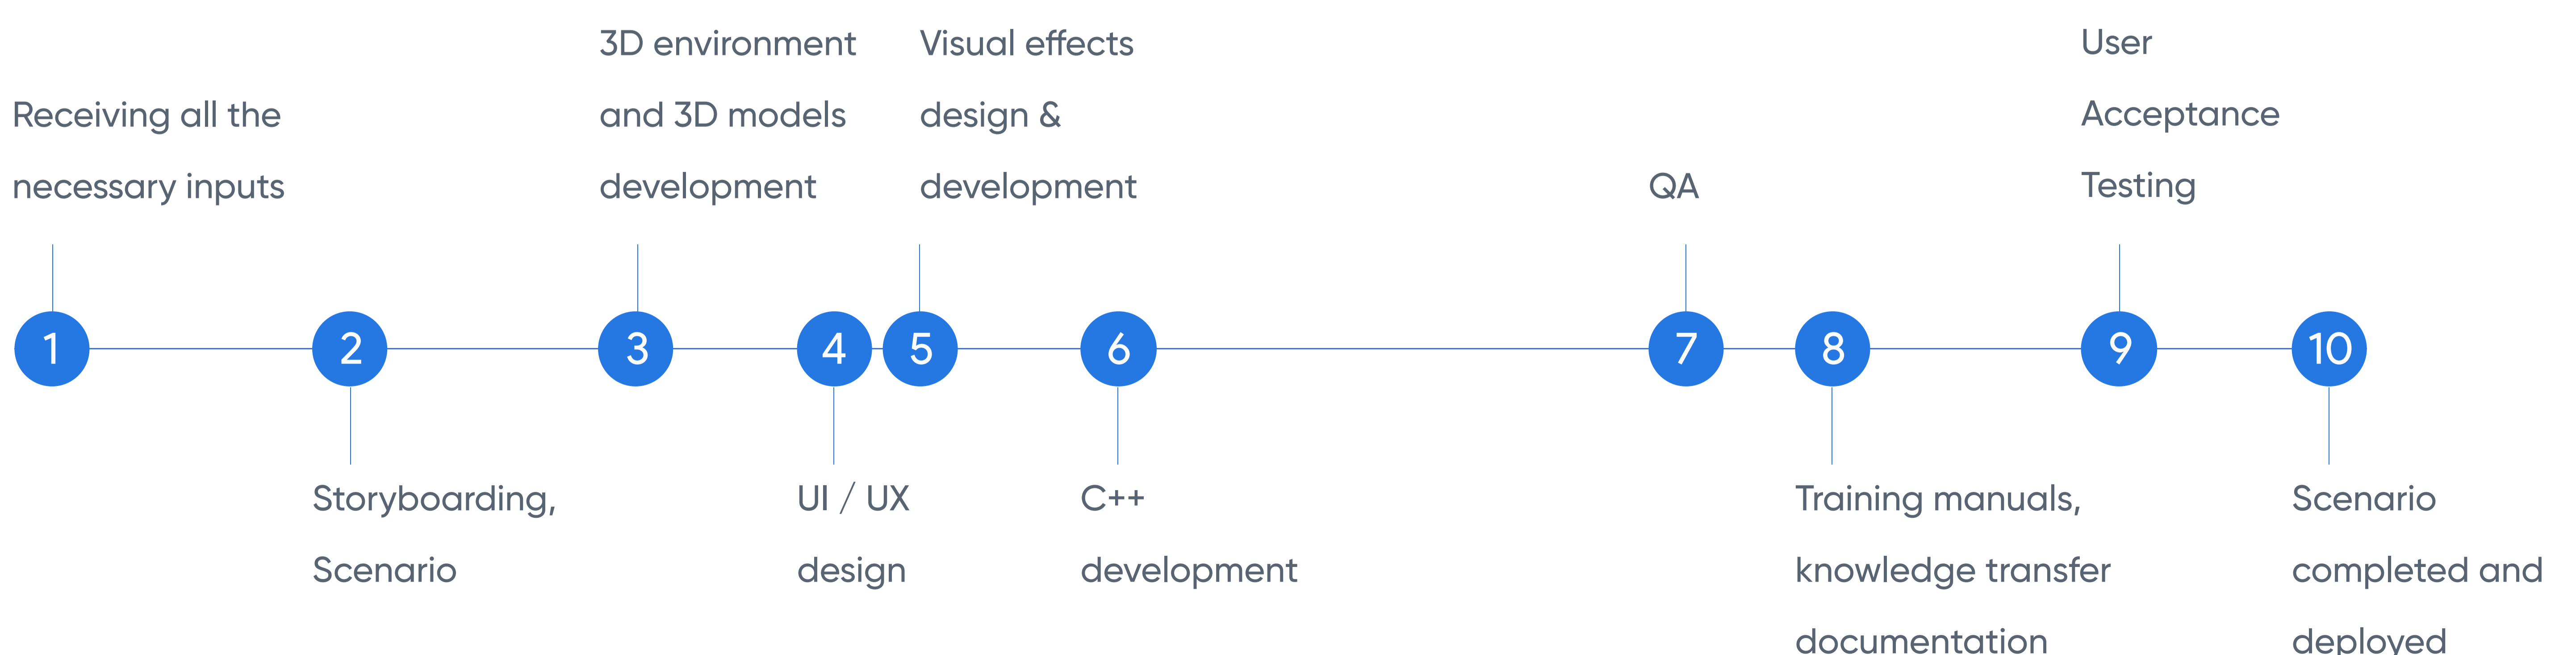 Receiving all the
necessary inputs
3D environment
and 3D models
development
Visual effects
design &
development
QA
User
Acceptance
Testing
1
2
3
4
5
6
7
8
9
10
Storyboarding,
Scenario
UI / UX
design
C++
development
Training manuals,
knowledge transfer
documentation
Scenario
completed and
deployed